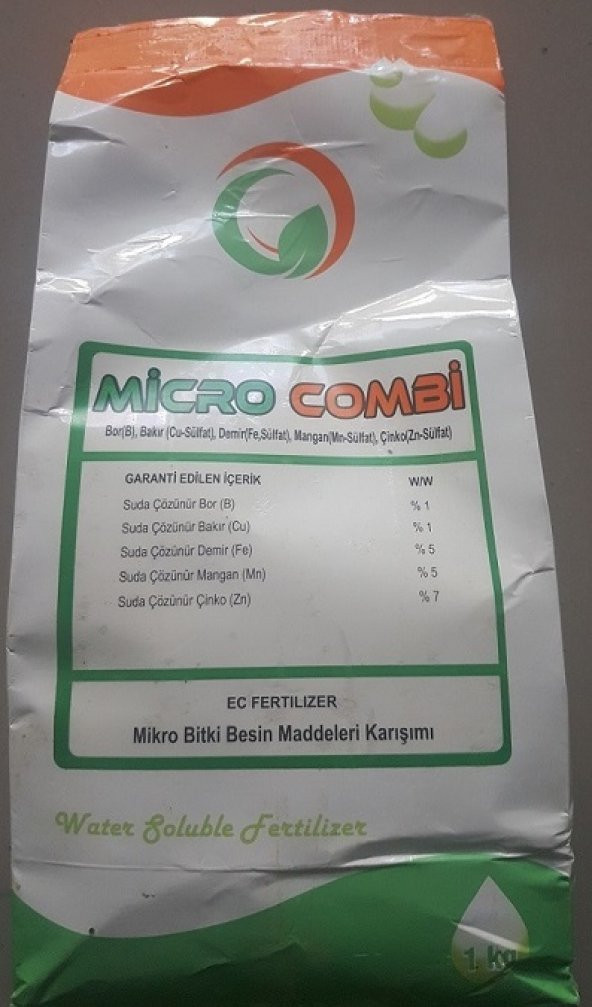 MİCRO COMBİ
Bor(B), Bakır (Cu-Sülfat), Demir(Fe,Sülfat), Mangan(Mn-Sülfat), Çinko(Zn-Sülfat)
GARANTİ EDİLEN İÇERİK W/W
Suda Çözünür Bor (B) % 1
Suda Çözünür Bakır (Cu) % 1
Suda Çözünür Demir (Fe) % 5
Suda Çözünür Mangan (Mn) % 5
Suda Çözünür Çinko (Zn) % 7
EC FERTILIZER
Mikro Bitki Besin Maddeleri Karışımı
Water Soluble Fertilizer
1 kg